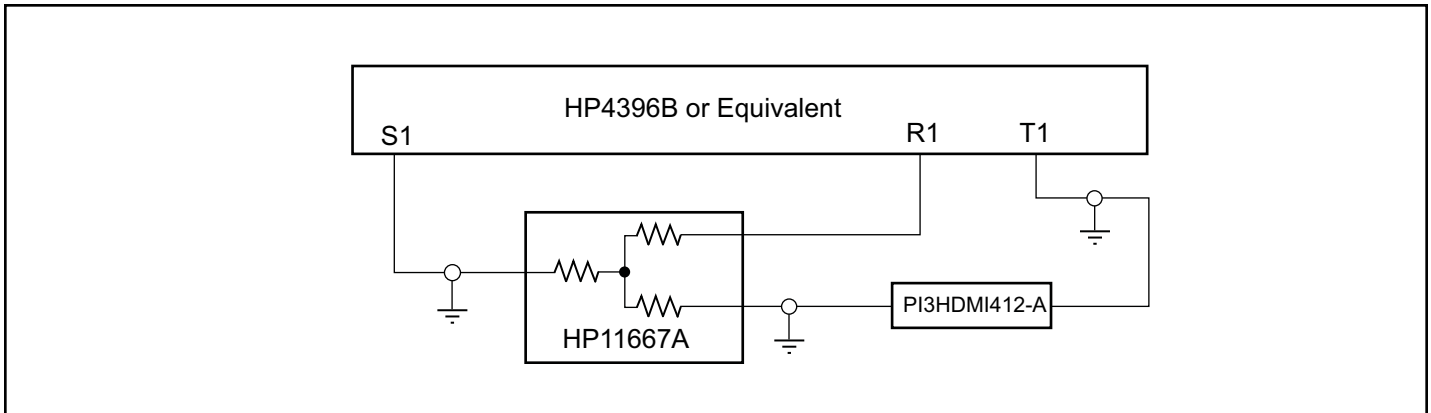 HP4396B or Equivalent
S1
R1
T1
PI3HDMI412-A
HP11667A